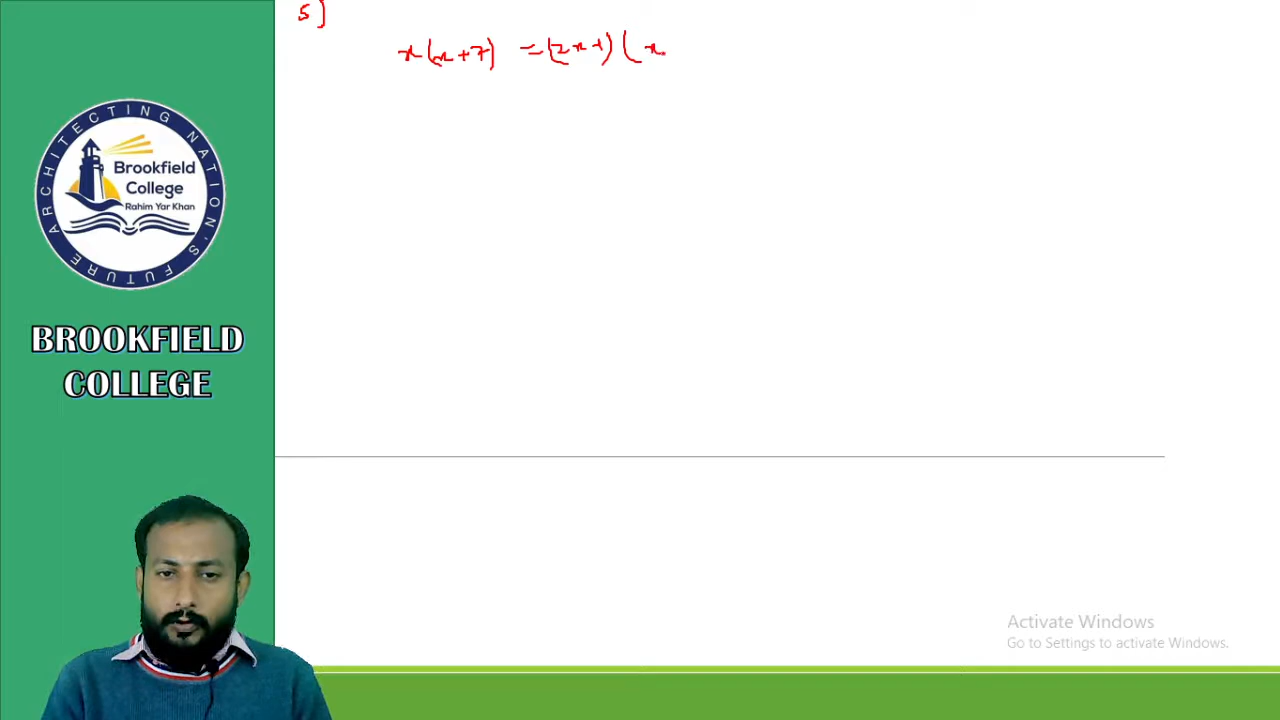 5)
x(x+7) = (2x-1)(x
ARCHITECTING NATION'S FUTURE
Brookfield
College
Rahim Yar Khan
BROOKFIELD
COLLEGE
Activate Windows
Go to Settings to activate Windows.